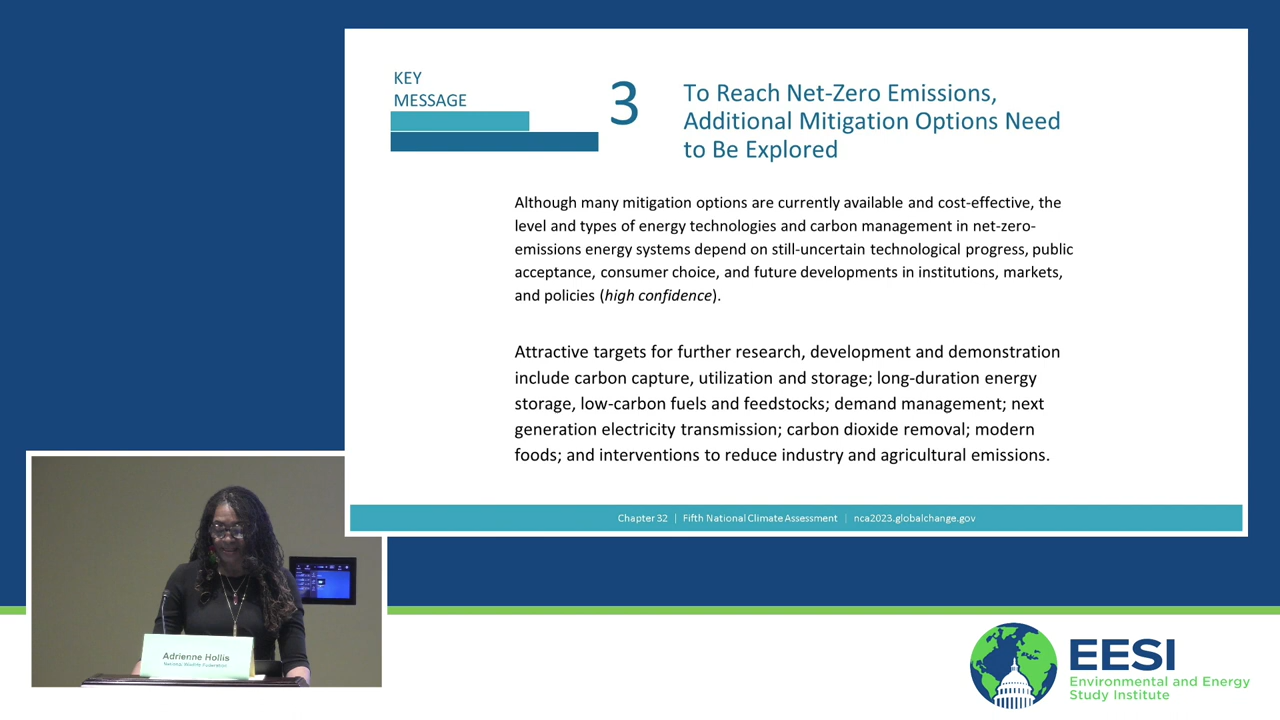 KEY
MESSAGE
3
To Reach Net-Zero Emissions,
Additional Mitigation Options Need
to Be Explored
Although many mitigation options are currently available and cost-effective, the
level and types of energy technologies and carbon management in net-zero-
emissions energy systems depend on still-uncertain technological progress, public
acceptance, consumer choice, and future developments in institutions, markets,
and policies (high confidence).
Attractive targets for further research, development and demonstration
include carbon capture, utilization and storage; long-duration energy
storage, low-carbon fuels and feedstocks; demand management; next
generation electricity transmission; carbon dioxide removal; modern
foods; and interventions to reduce industry and agricultural emissions.
Chapter 32 | Fifth National Climate Assessment | nca2023.globalchange.gov
Adrienne Hollis
National Wildlife Federation
EESI
Environmental and Energy
Study Institute